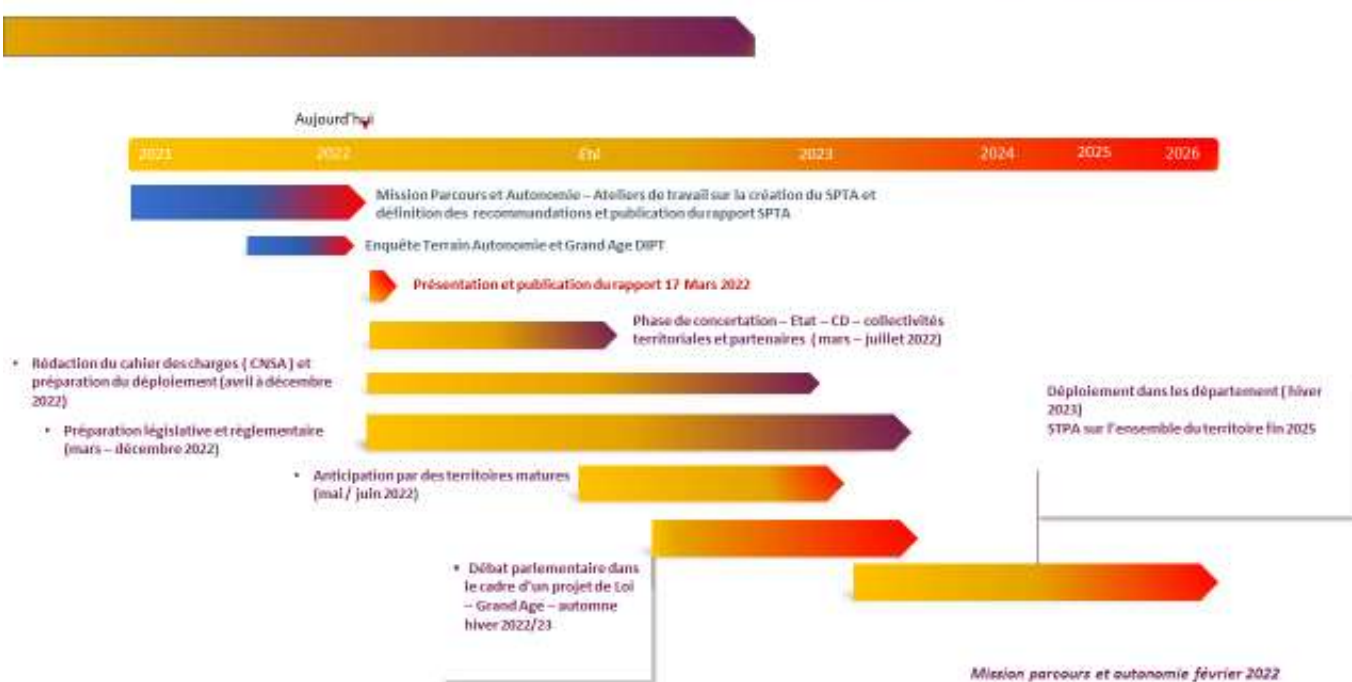 Aujourd'hui
2021 2022 Eté 2023 2024 2025 2026
Mission Parcours et Autonomie – Ateliers de travail sur la création du SPTA et
définition des recommandations et publication du rapport SPTA
Enquête Terrain Autonomie et Grand Age DIPT
Présentation et publication du rapport 17 Mars 2022
Phase de concertation – Etat – CD – collectivités
territoriales et partenaires ( mars – juillet 2022)
• Rédaction du cahier des charges ( CNSA ) et
préparation du déploiement (avril à décembre
2022)
• Préparation législative et règlementaire
(mars – décembre 2022)
• Anticipation par des territoires matures
(mai / juin 2022)
Déploiement dans les département ( hiver
2023)
STPA sur l'ensemble du territoire fin 2025
• Débat parlementaire dans
le cadre d'un projet de Loi
– Grand Age – automne
hiver 2022/23
Mission parcours et autonomie février 2022